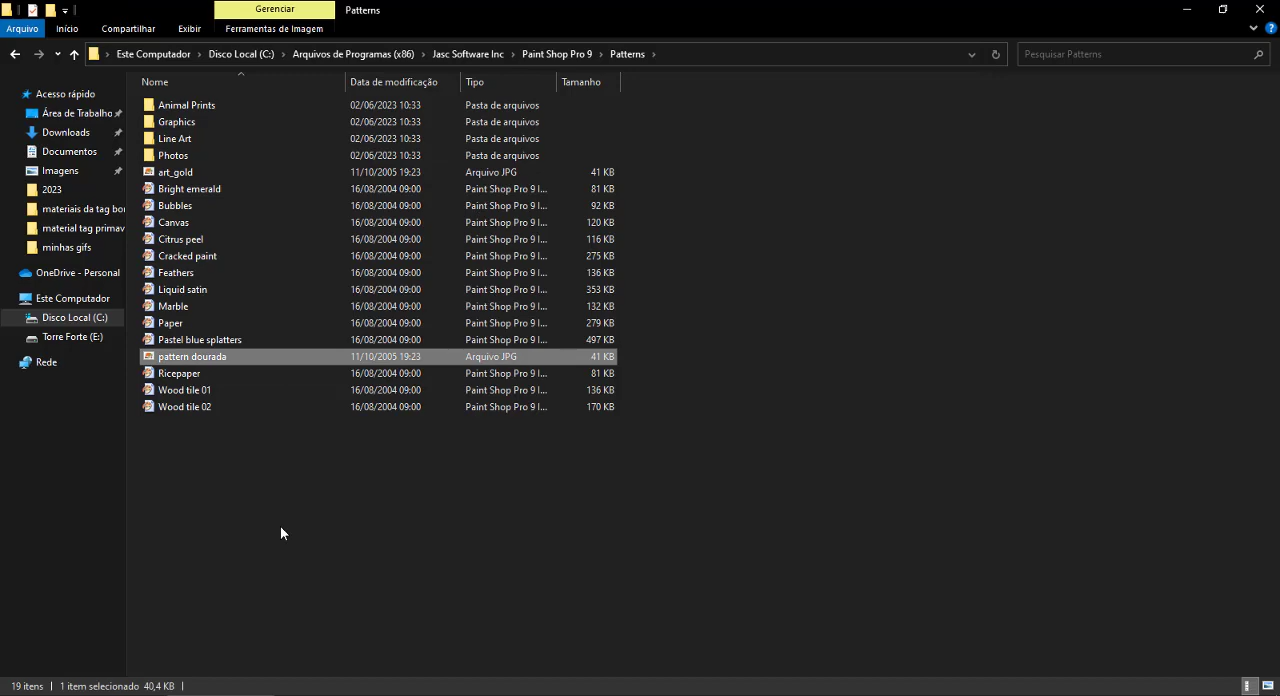 Gerenciar Patterns
Arquivo Início Compartilhar Exibir Ferramentas de Imagem
Este Computador › Disco Local (C:) › Arquivos de Programas (x86) › Jasc Software Inc › Paint Shop Pro 9 › Patterns › Pesquisar Patterns
Nome Data de modificação Tipo Tamanho
Acesso rápido
Área de Trabalho
Downloads
Documentos
Imagens
2023
materiais da tag bor
material tag primav
minhas gifs
OneDrive - Personal
Este Computador
Disco Local (C:)
Torre Forte (E:)
Rede
Animal Prints 02/06/2023 10:33 Pasta de arquivos
Graphics 02/06/2023 10:33 Pasta de arquivos
Line Art 02/06/2023 10:33 Pasta de arquivos
Photos 02/06/2023 10:33 Pasta de arquivos
art_gold 11/10/2005 19:23 Arquivo JPG 41 KB
Bright emerald 16/08/2004 09:00 Paint Shop Pro 9 I... 81 KB
Bubbles 16/08/2004 09:00 Paint Shop Pro 9 I... 92 KB
Canvas 16/08/2004 09:00 Paint Shop Pro 9 I... 120 KB
Citrus peel 16/08/2004 09:00 Paint Shop Pro 9 I... 116 KB
Cracked paint 16/08/2004 09:00 Paint Shop Pro 9 I... 275 KB
Feathers 16/08/2004 09:00 Paint Shop Pro 9 I... 136 KB
Liquid satin 16/08/2004 09:00 Paint Shop Pro 9 I... 353 KB
Marble 16/08/2004 09:00 Paint Shop Pro 9 I... 132 KB
Paper 16/08/2004 09:00 Paint Shop Pro 9 I... 279 KB
Pastel blue splatters 16/08/2004 09:00 Paint Shop Pro 9 I... 497 KB
pattern dourada 11/10/2005 19:23 Arquivo JPG 41 KB
Ricepaper 16/08/2004 09:00 Paint Shop Pro 9 I... 81 KB
Wood tile 01 16/08/2004 09:00 Paint Shop Pro 9 I... 136 KB
Wood tile 02 16/08/2004 09:00 Paint Shop Pro 9 I... 170 KB
19 itens 1 item selecionado 40,4 KB